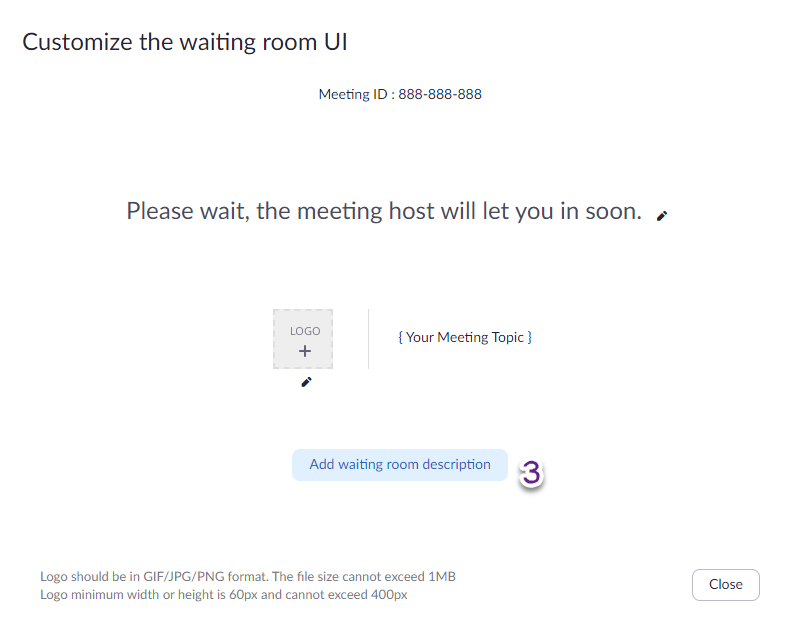 Customize the waiting room UI
Meeting ID : 888-888-888
Please wait, the meeting host will let you in soon.
LOGO
+
{ Your Meeting Topic }
Add waiting room description
3
Logo should be in GIF/JPG/PNG format. The file size cannot exceed 1MB
Logo minimum width or height is 60px and cannot exceed 400px
Close